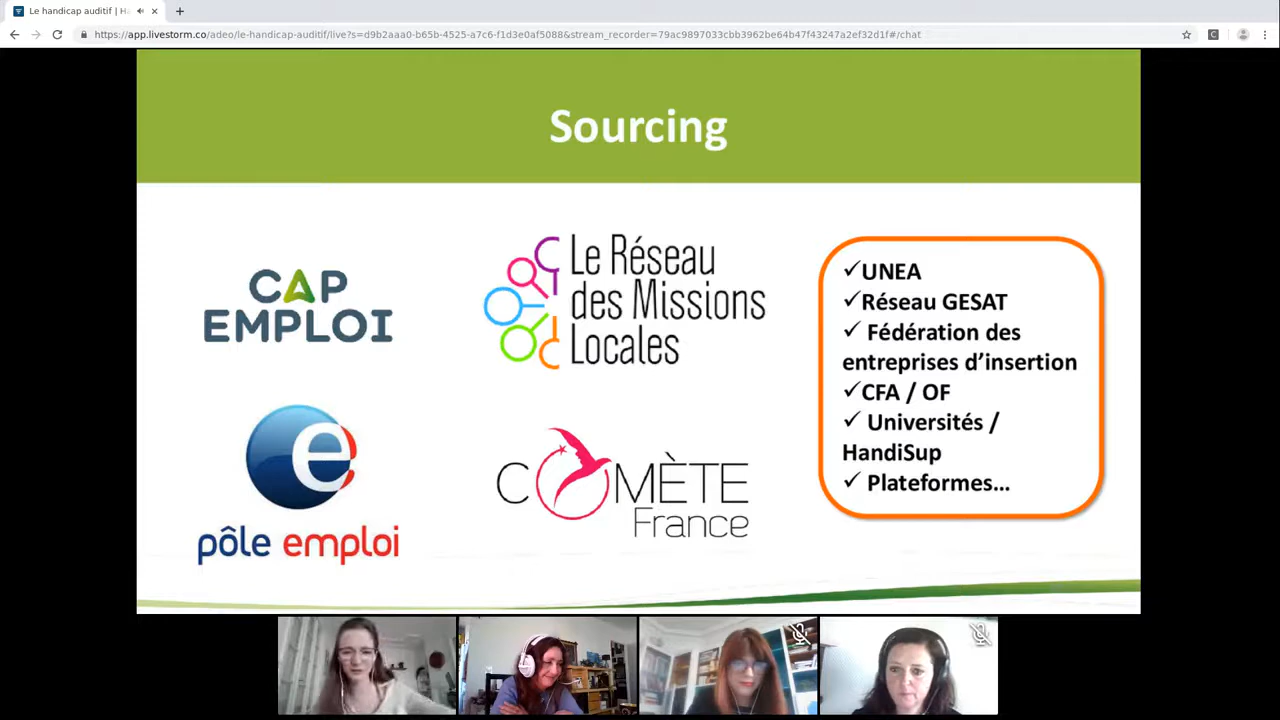 Le handicap auditif | Ha
https://app.livestorm.co/adeo/le-handicap-auditif/live?s=d9b2aaa0-b65b-4525-a7c6-f1d3e0af5088&stream_recorder=79ac9897033cbb3962be64b47f43247a2ef32d1f#/chat
Sourcing
CAP
EMPLOI
Le Réseau
des Missions
Locales
pôle emploi
COMÈTE
France
✓UNEA
✓Réseau GESAT
✓ Fédération des
entreprises d’insertion
✓CFA / OF
✓ Universités /
HandiSup
✓ Plateformes...